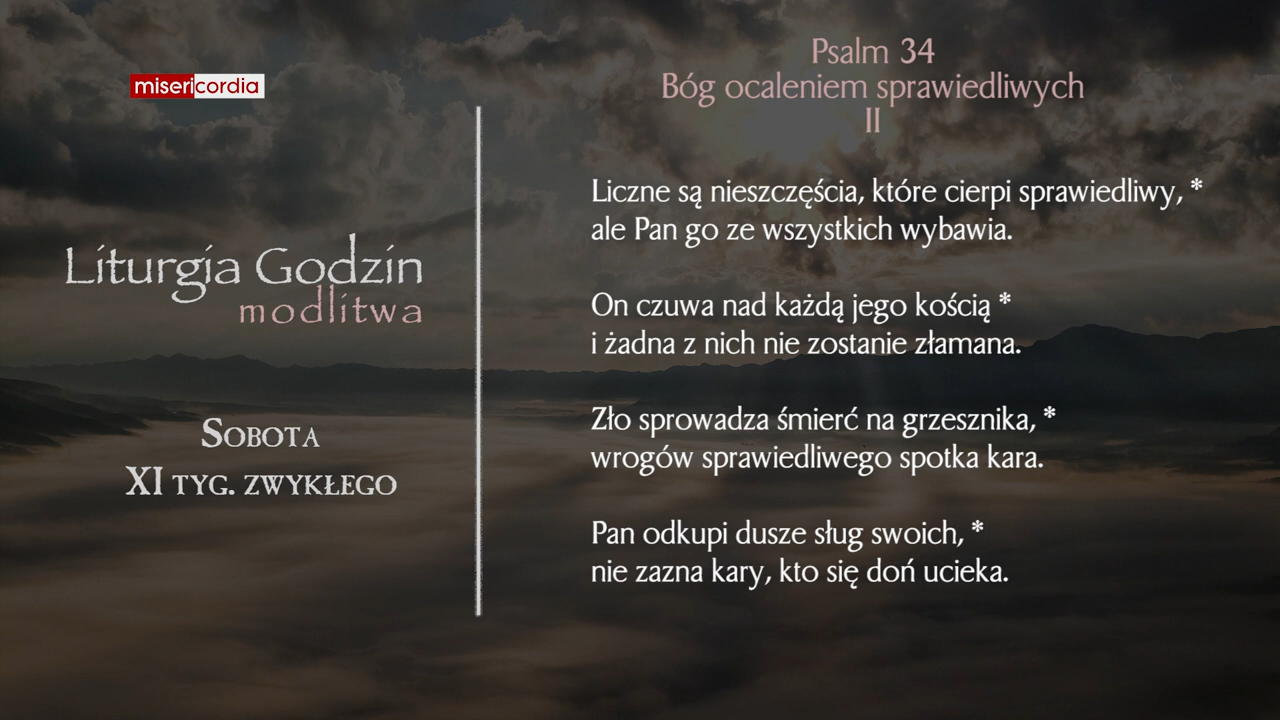 misericordia
Liturgia Godzin
modlitwa
Sobota
XI tyg. zwykłego
Psalm 34
Bóg ocaleniem sprawiedliwych
II
Liczne są nieszczęścia, które cierpi sprawiedliwy, *
ale Pan go ze wszystkich wybawia.
On czuwa nad każdą jego kością *
i żadna z nich nie zostanie złamana.
Zło sprowadza śmierć na grzesznika, *
wrogów sprawiedliwego spotka kara.
Pan odkupi dusze sług swoich, *
nie zazna kary, kto się doń ucieka.